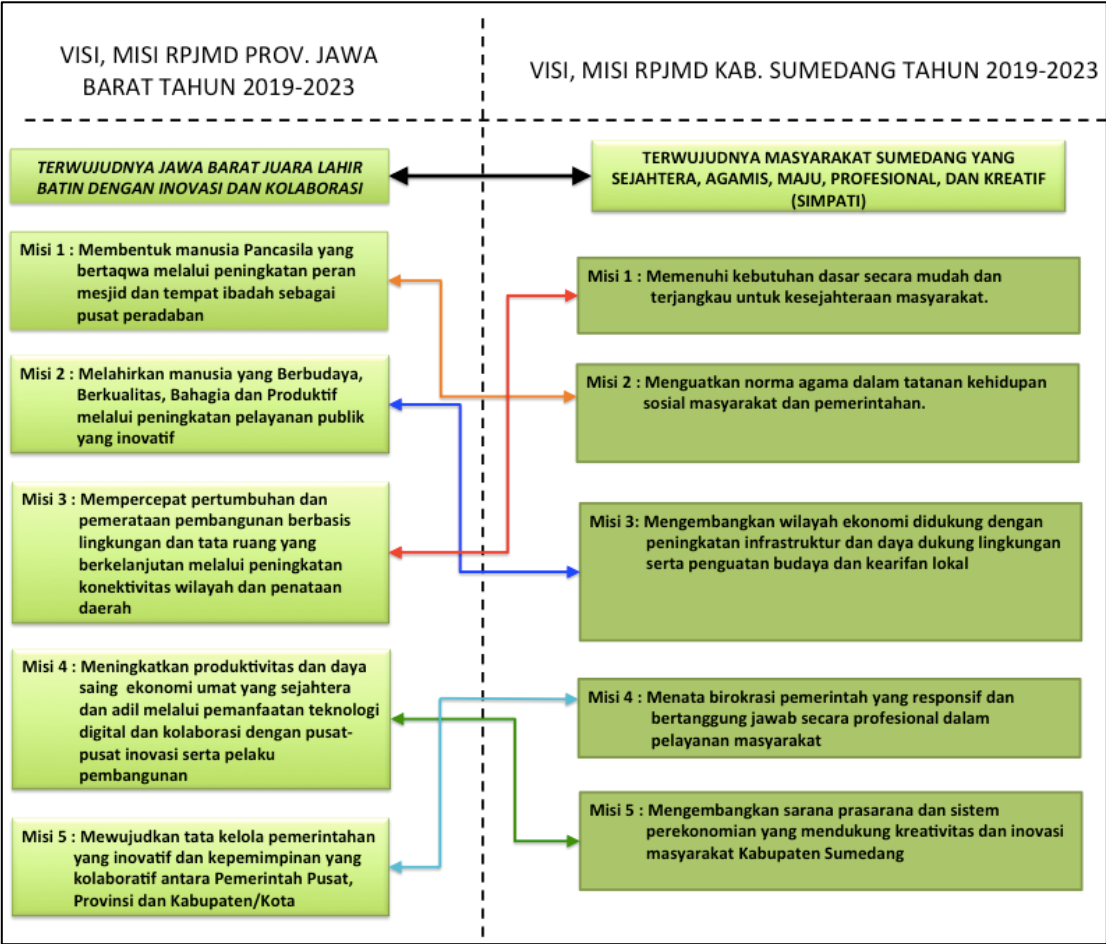 VISI, MISI RPJMD PROV. JAWA
BARAT TAHUN 2019-2023
VISI, MISI RPJMD KAB. SUMEDANG TAHUN 2019-2023
TERWUJUDNYA JAWA BARAT JUARA LAHIR
BATIN DENGAN INOVASI DAN KOLABORASI
TERWUJUDNYA MASYARAKAT SUMEDANG YANG
SEJAHTERA, AGAMIS, MAJU, PROFESIONAL, DAN KREATIF
(SIMPATI)
Misi 1 : Membentuk manusia Pancasila yang
bertaqwa melalui peningkatan peran
mesjid dan tempat ibadah sebagai
pusat peradaban
Misi 2 : Melahirkan manusia yang Berbudaya,
Berkualitas, Bahagia dan Produktif
melalui peningkatan pelayanan publik
yang inovatif
Misi 3 : Mempercepat pertumbuhan dan
pemerataan pembangunan berbasis
lingkungan dan tata ruang yang
berkelanjutan melalui peningkatan
konektivitas wilayah dan penataan
daerah
Misi 4 : Meningkatkan produktivitas dan daya
saing ekonomi umat yang sejahtera
dan adil melalui pemanfaatan teknologi
digital dan kolaborasi dengan pusat-
pusat inovasi serta pelaku
pembangunan
Misi 5 : Mewujudkan tata kelola pemerintahan
yang inovatif dan kepemimpinan yang
kolaboratif antara Pemerintah Pusat,
Provinsi dan Kabupaten/Kota
Misi 1 : Memenuhi kebutuhan dasar secara mudah dan
terjangkau untuk kesejahteraan masyarakat.
Misi 2 : Menguatkan norma agama dalam tatanan kehidupan
sosial masyarakat dan pemerintahan.
Misi 3: Mengembangkan wilayah ekonomi didukung dengan
peningkatan infrastruktur dan daya dukung lingkungan
serta penguatan budaya dan kearifan lokal
Misi 4 : Menata birokrasi pemerintah yang responsif dan
bertanggung jawab secara profesional dalam
pelayanan masyarakat
Misi 5 : Mengembangkan sarana prasarana dan sistem
perekonomian yang mendukung kreativitas dan inovasi
masyarakat Kabupaten Sumedang